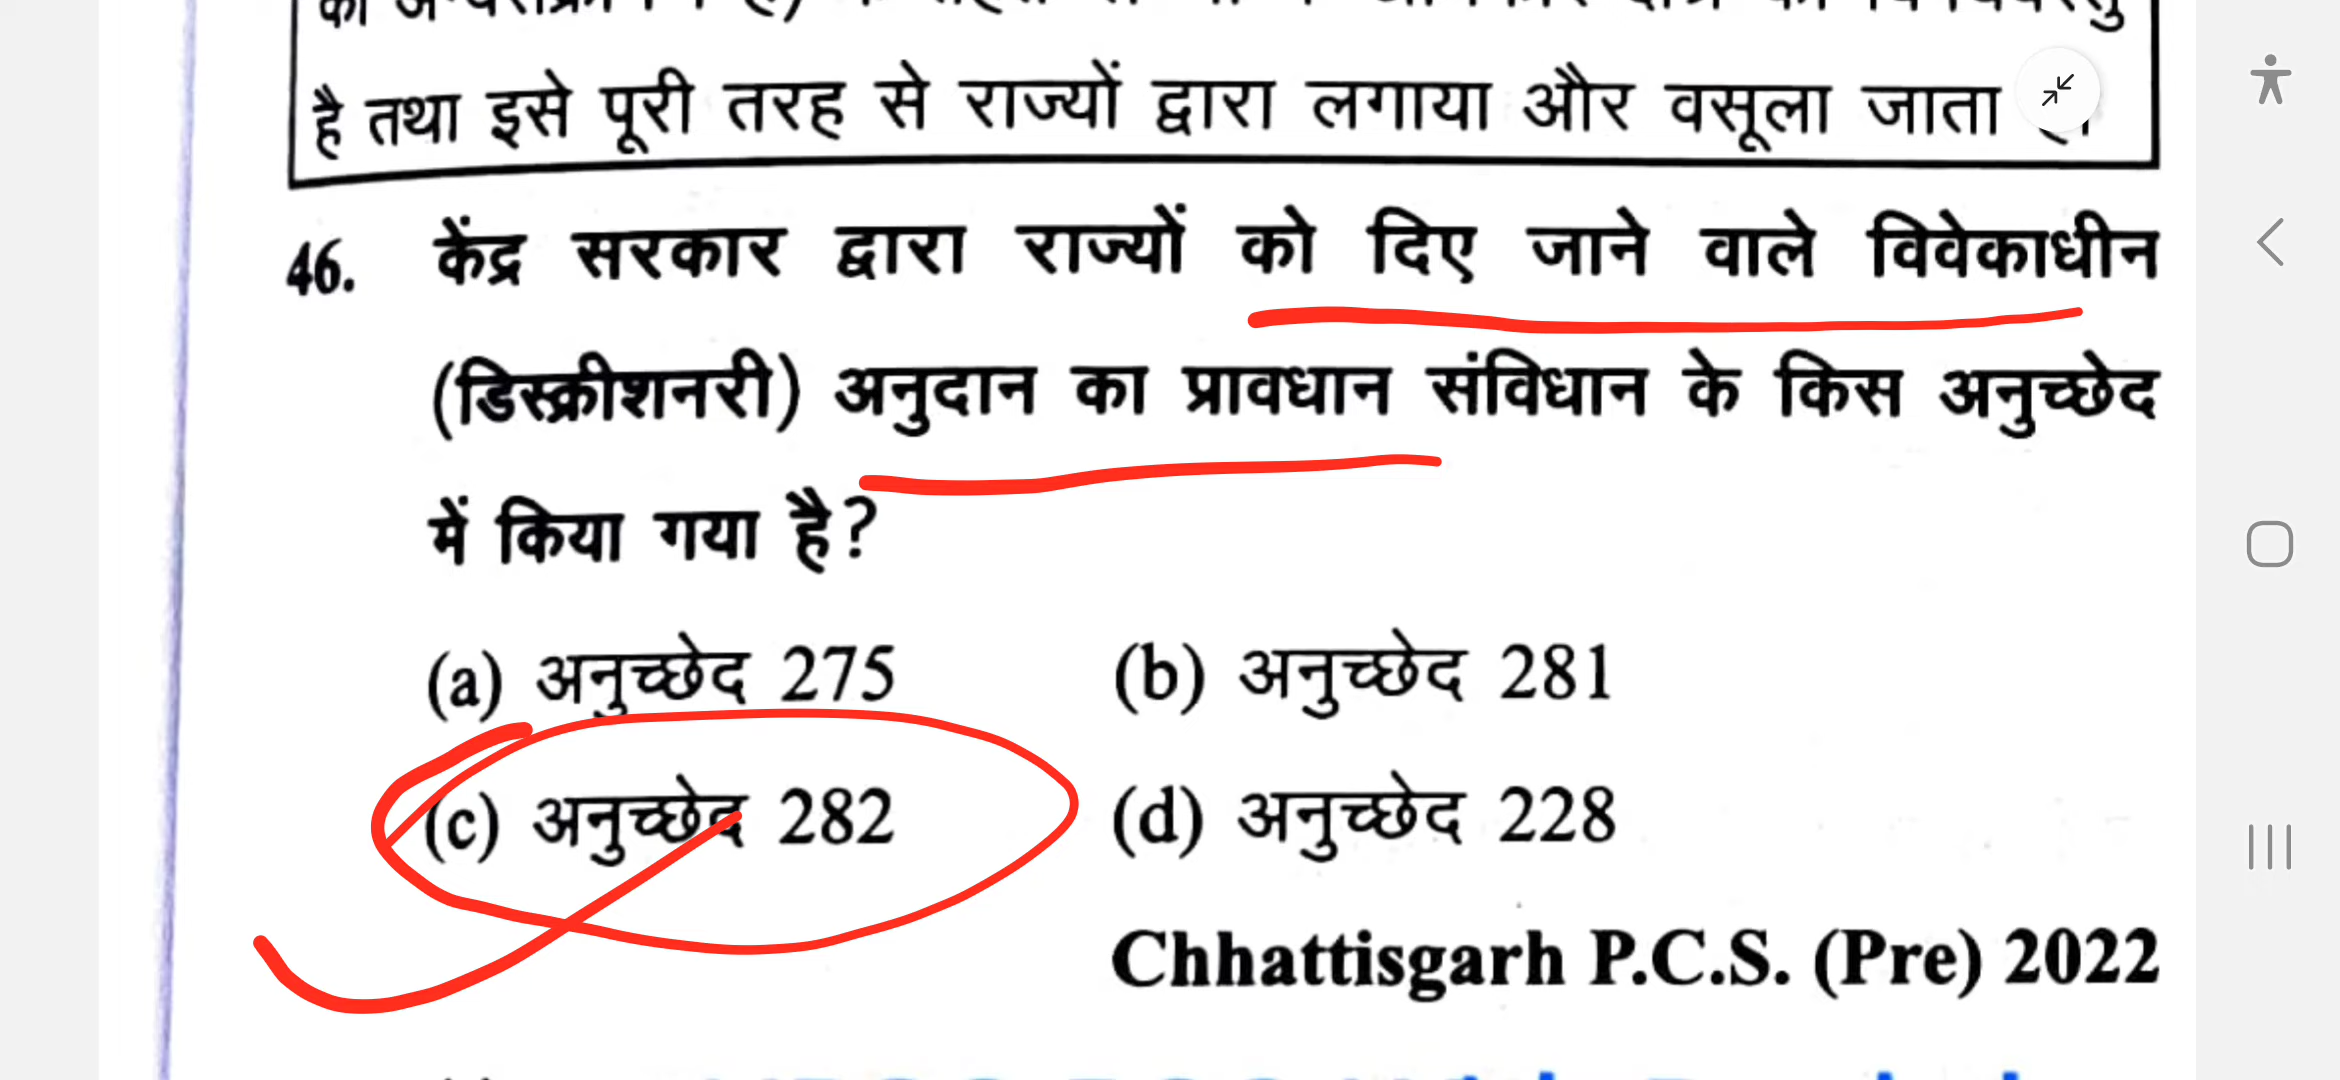 है तथा इसे पूरी तरह से राज्यों द्वारा लगाया और वसूला जाता
46. केंद्र सरकार द्वारा राज्यों को दिए जाने वाले विवेकाधीन
(डिस्क्रीशनरी) अनुदान का प्रावधान संविधान के किस अनुच्छेद
में किया गया है?
(a) अनुच्छेद 275 (b) अनुच्छेद 281
(c) अनुच्छेद 282 (d) अनुच्छेद 228
Chhattisgarh P.C.S. (Pre) 2022